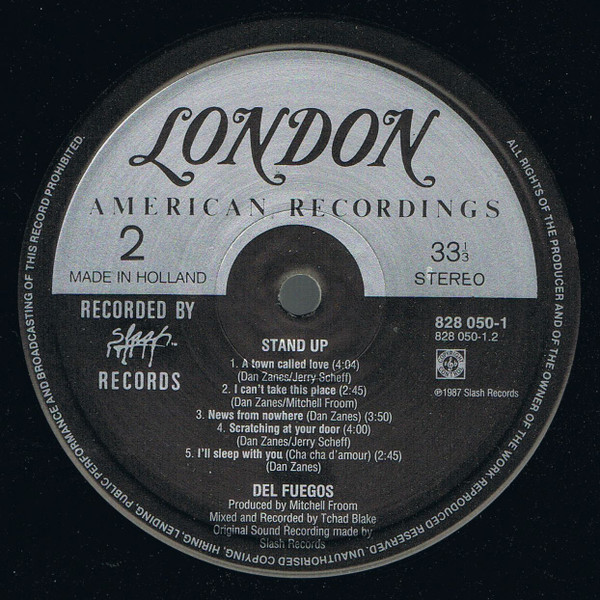 LONDON
AMERICAN RECORDINGS
2
33 1/3
MADE IN HOLLAND
STEREO
RECORDED BY
slash™
RECORDS
828 050-1
828 050-1.2
℗1987 Slash Records
STAND UP
1. A town called love (4:04)
(Dan Zanes/Jerry Scheff)
2. I can't take this place (2:45)
(Dan Zanes/Mitchell Froom)
3. News from nowhere (Dan Zanes) (3:50)
4. Scratching at your door (4:00)
(Dan Zanes/Jerry Scheff)
5. I'll sleep with you (Cha cha d'amour) (2:45)
(Dan Zanes)
DEL FUEGOS
Produced by Mitchell Froom
Mixed and Recorded by Tchad Blake
Original Sound Recording made by
Slash Records
ALL RIGHTS OF THE PRODUCER AND OF THE OWNER OF THE WORK REPRODUCED RESERVED. UNAUTHORISED COPYING, HIRING, LENDING, PUBLIC PERFORMANCE AND BROADCASTING OF THIS RECORD PROHIBITED.